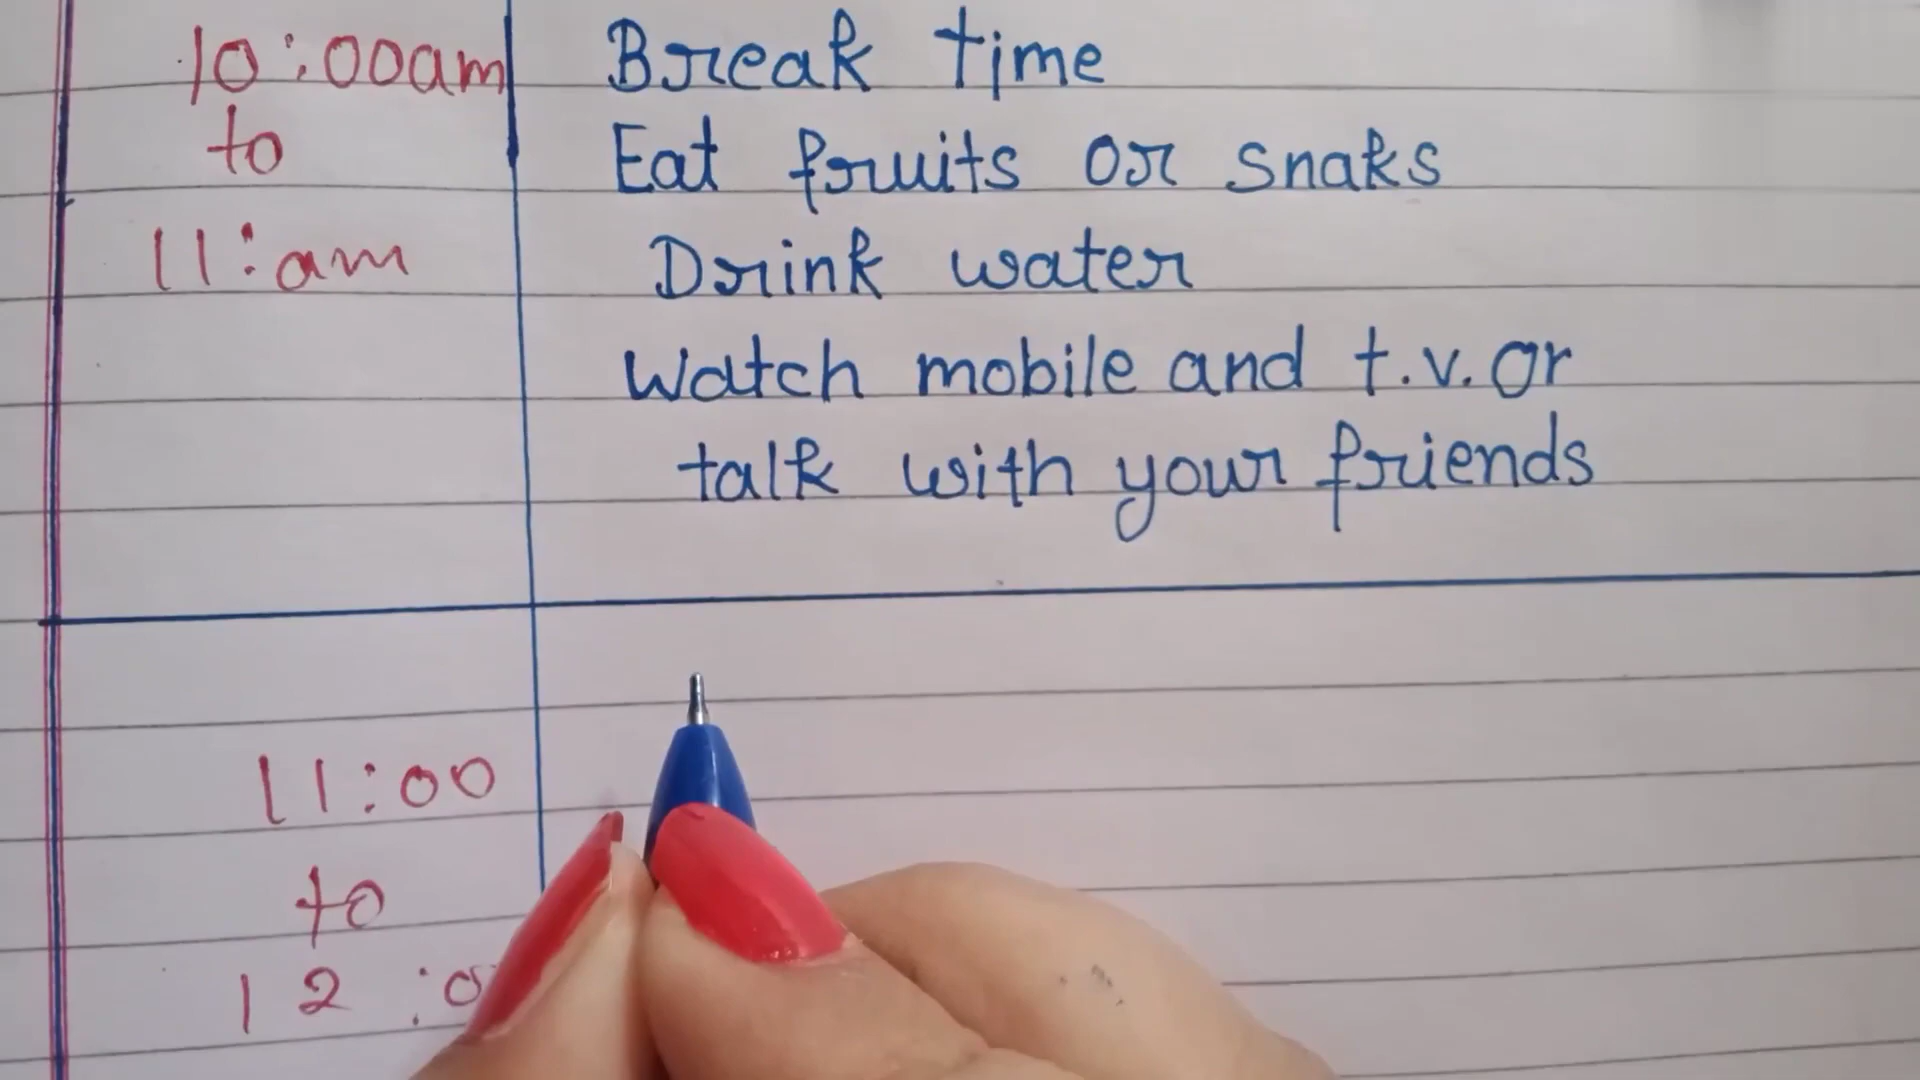 10:00am Break time
to Eat fruits or snaks
11:am Drink water
Watch mobile and t.v. or
talk with your friends
11:00
to
12